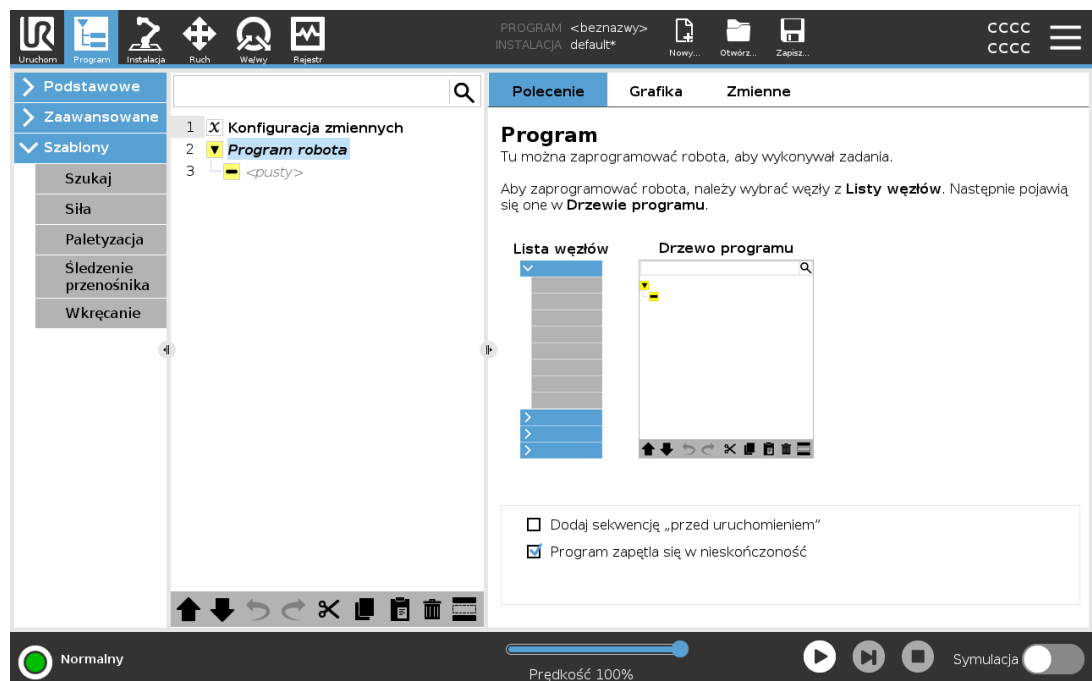 PROGRAM <beznazwy>
INSTALACJA default*
Uruchom
Program
Instalacja
Ruch
We/wy
Rejestr
Nowy...
Otwórz...
Zapisz...
cccc
cccc
Podstawowe
Zaawansowane
Szablony
Szukaj
Siła
Paletyzacja
Śledzenie
przenośnika
Wkręcanie
1 X Konfiguracja zmiennych
2 Program robota
3 <pusty>
Polecenie
Grafika
Zmienne
Program
Tu można zaprogramować robota, aby wykonywał zadania.
Aby zaprogramować robota, należy wybrać węzły z Listy węzłów. Następnie pojawią
się one w Drzewie programu.
Lista węzłów
Drzewo programu
Dodaj sekwencję „przed uruchomieniem”
Program zapętla się w nieskończoność
Normalny
Prędkość 100%
Symulacja